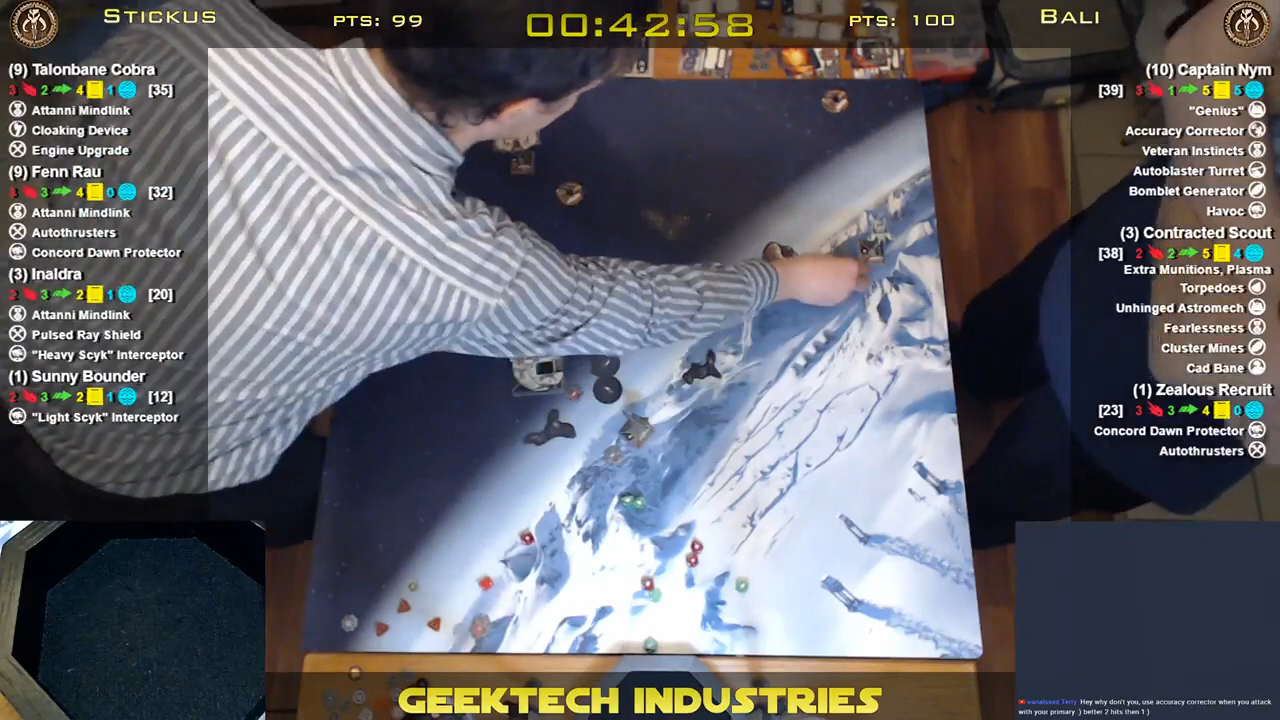 STICKUS
PTS: 99
00:42:58
PTS: 100
BALI
(9) Talonbane Cobra
3 2 4 1 [35]
Attanni Mindlink
Cloaking Device
Engine Upgrade
(9) Fenn Rau
3 3 4 0 [32]
Attanni Mindlink
Autothrusters
Concord Dawn Protector
(3) Inaldra
2 3 2 1 [20]
Attanni Mindlink
Pulsed Ray Shield
"Heavy Scyk" Interceptor
(1) Sunny Bounder
2 3 2 1 [12]
"Light Scyk" Interceptor
(10) Captain Nym
[39] 3 1 5 5
"Genius"
Accuracy Corrector
Veteran Instincts
Autoblaster Turret
Bomblet Generator
Havoc
(3) Contracted Scout
[38] 2 2 5 4
Extra Munitions, Plasma
Torpedoes
Unhinged Astromech
Fearlessness
Cluster Mines
Cad Bane
(1) Zealous Recruit
[23] 3 3 4 0
Concord Dawn Protector
Autothrusters
GEEKTECH INDUSTRIES
Terry Hey why don't you, use accuracy corrector when you attack
with your primary :) better 2 hits then 1:)